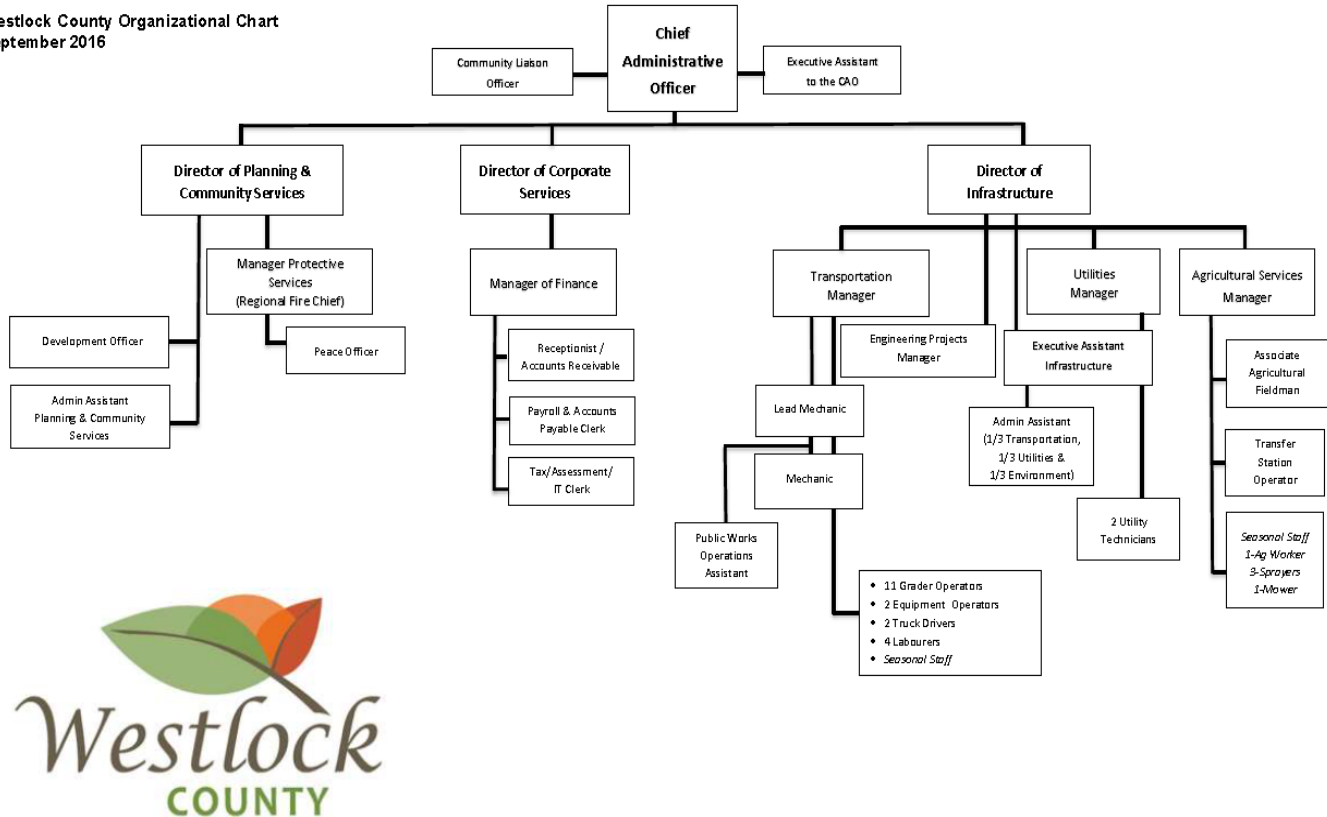 estlock County Organizational Chart
eptember 2016
Chief
Administrative
Officer
Community Liaison
Officer
Executive Assistant
to the CAO
Director of Planning &
Community Services
Director of Corporate
Services
Director of
Infrastructure
Manager Protective
Services
(Regional Fire Chief)
Development Officer
Peace Officer
Admin Assistant
Planning & Community
Services
Manager of Finance
Receptionist /
Accounts Receivable
Payroll & Accounts
Payable Clerk
Tax/Assessment/
IT Clerk
Transportation
Manager
Utilities
Manager
Agricultural Services
Manager
Engineering Projects
Manager
Executive Assistant
Infrastructure
Lead Mechanic
Mechanic
Public Works
Operations
Assistant
• 11 Grader Operators
• 2 Equipment Operators
• 2 Truck Drivers
• 4 Labourers
• Seasonal Staff
Admin Assistant
(1/3 Transportation,
1/3 Utilities &
1/3 Environment)
2 Utility
Technicians
Associate
Agricultural
Fieldman
Transfer
Station
Operator
Seasonal Staff
1-Ag Worker
3-Sprayers
1-Mower
Westlock
COUNTY